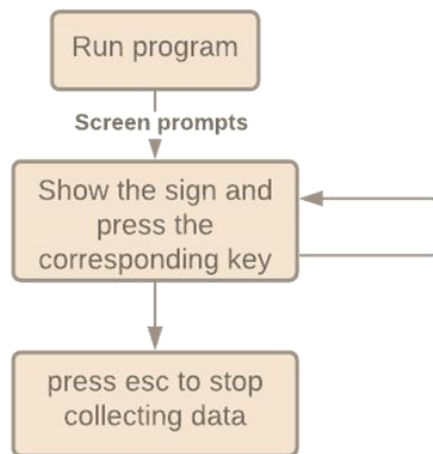 Run program
Screen prompts
Show the sign and
press the
corresponding key
press esc to stop
collecting data